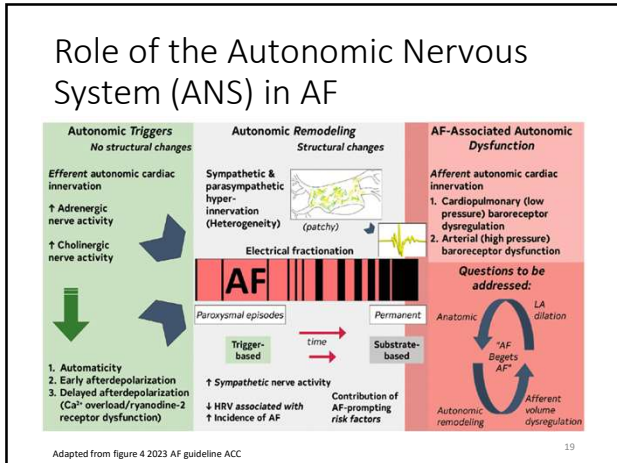 Role of the Autonomic Nervous
System (ANS) in AF
Autonomic Triggers
No structural changes
Efferent autonomic cardiac
innervation
↑ Adrenergic
nerve activity
↑ Cholinergic
nerve activity
1. Automaticity
2. Early afterdepolarization
3. Delayed afterdepolarization
(Ca²⁺ overload/ryanodine-2
receptor dysfunction)
Autonomic Remodeling
Structural changes
Sympathetic &
parasympathetic
hyper-
innervation
(Heterogeneity)
(patchy)
Electrical fractionation
AF
Paroxysmal episodes
Permanent
Trigger-
based
time
Substrate-
based
↑ Sympathetic nerve activity
↓ HRV associated with
↑ Incidence of AF
Contribution of
AF-prompting
risk factors
AF-Associated Autonomic
Dysfunction
Afferent autonomic cardiac
innervation
1. Cardiopulmonary (low
pressure) baroreceptor
dysregulation
2. Arterial (high pressure)
baroreceptor dysfunction
Questions to be
addressed:
Anatomic
LA
dilation
"AF
Begets
AF"
Autonomic
remodeling
Afferent
volume
dysregulation
Adapted from figure 4 2023 AF guideline ACC
19